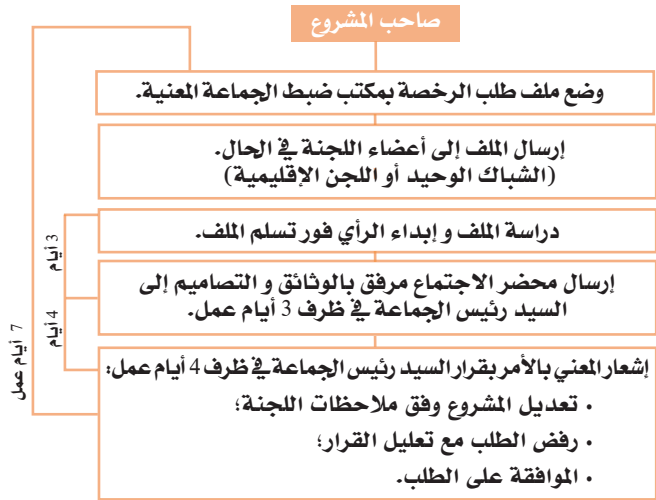 صاحب المشروع
وضع ملف طلب الرخصة بمكتب ضبط الجماعة المعنية.
إرسال الملف إلى أعضاء اللجنة في الحال.
(الشباك الوحيد أو اللجن الإقليمية)
دراسة الملف و إبداء الرأي فور تسلم الملف.
إرسال محضر الاجتماع مرفق بالوثائق و التصاميم إلى
السيد رئيس الجماعة في ظرف 3 أيام عمل.
إشعار المعني بالأمر بقرار السيد رئيس الجماعة في ظرف 4 أيام عمل:
• تعديل المشروع وفق ملاحظات اللجنة؛
• رفض الطلب مع تعليل القرار؛
• الموافقة على الطلب.
3 أيام
4 أيام
7 أيام عمل